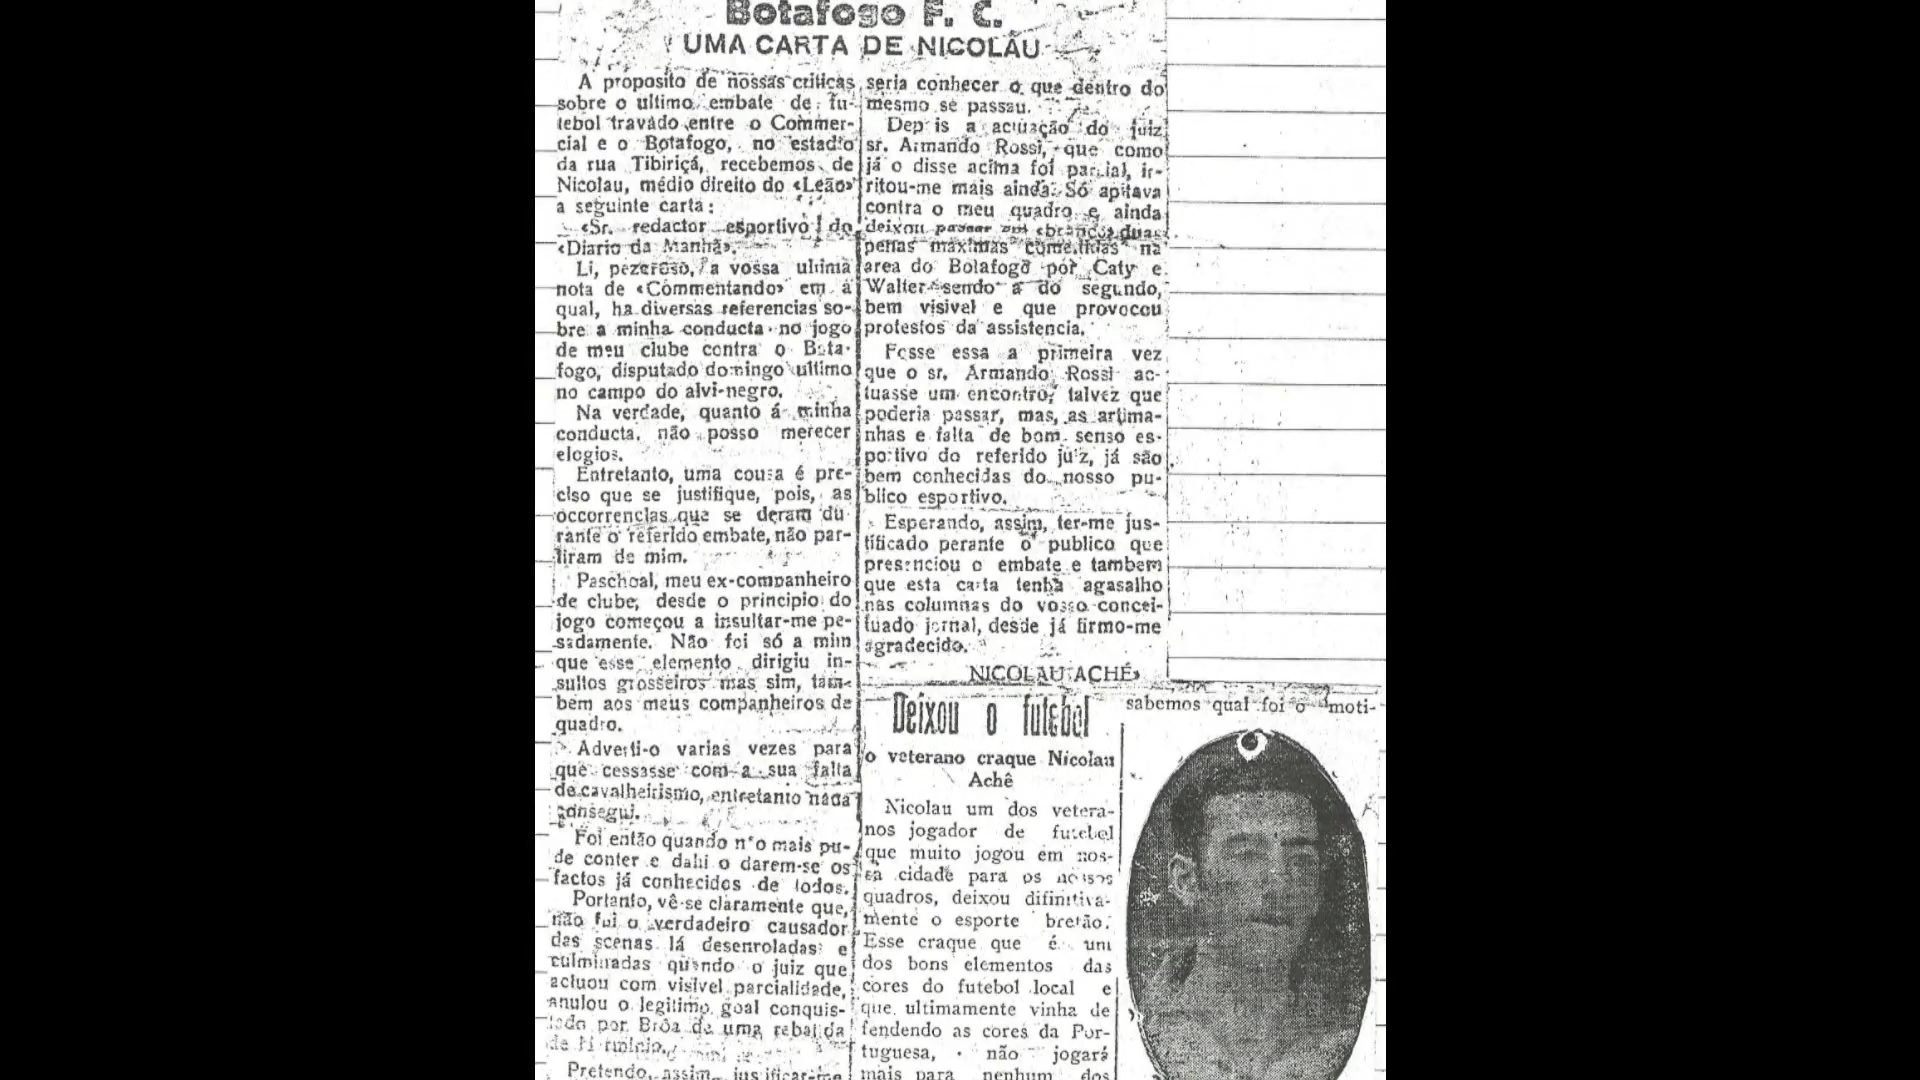 Botafogo F. C.
UMA CARTA DE NICOLAU
A proposito de nossas criticas
sobre o ultimo embate de fu-
tebol travado entre o Commer-
cial e o Botafogo, no estadio
da rua Tibiriçá, recebemos de
Nicolau, médio direito do «Leão»
a seguinte carta:
«Sr. redactor esportivo do
«Diario da Manhã».
Li, pezeroso, a vossa ultima
nota de «Commentando» em a
qual, ha diversas referencias so-
bre a minha conducta no jogo
de meu clube contra o Bota-
fogo, disputado domingo ultimo
no campo do alvi-negro.
Na verdade, quanto á minha
conducta, não posso merecer
elogios.
Entretanto, uma cousa é pre-
ciso que se justifique, pois, as
occorrencias que se deram du
rante o referido embate, não par-
tiram de mim.
Paschoal, meu ex-companheiro
de clube, desde o principio do
jogo começou a insultar-me pe-
sadamente. Não foi só a mim
que esse elemento dirigiu in-
sultos grosseiros mas sim, tam-
bem aos meus companheiros de
quadro.
Adverti-o varias vezes para
que cessasse com a sua falta
de cavalheirismo, entretanto nada
consegui.
Foi então quando não mais pu-
de conter e dahi o darem-se os
factos já conhecidos de todos.
Portanto, vê-se claramente que,
não fui o verdadeiro causador
das scenas lá desenroladas e
culminadas quando o juiz que
actuou com visivel parcialidade,
anulou o legitimo goal conquis-
tado por Brôa de uma rebatida
de Herminio.
Pretendo, assim, justificar-me
seria conhecer o que dentro do
mesmo se passau.
Dep is a actuação do juiz
sr. Armando Rossi, que como
já o disse acima foi parcial, ir-
ritou-me mais ainda. Só apitava
contra o meu quadro e ainda
deixou passar em «branco» duas
penas maximas cometidas na
area do Botafogo por Caty e
Walter sendo a do segundo,
bem visivel e que provocou
protestos da assistencia.
Fosse essa a primeira vez
que o sr. Armando Rossi ac-
tuasse um encontro, talvez que
poderia passar, mas, as artima-
nhas e falta de bom senso es-
portivo do referido juiz, já são
bem conhecidas do nosso pu-
blico esportivo.
Esperando, assim, ter-me jus-
tificado perante o publico que
presenciou o embate e tambem
que esta carta tenha agasalho
nas columnas do vosso concei-
tuado jornal, desde já firmo-me
agradecido.
NICOLAU ACHÉ»
Deixou o futebol
o veterano craque Nicolau
Achê
Nicolau um dos vetera-
nos jogador de futebol
que muito jogou em nos-
sa cidade para os nossos
quadros, deixou difinitiva-
mente o esporte bretão.
Esse craque que é um
dos bons elementos das
cores do futebol local e
que ultimamente vinha de
fendendo as cores da Por-
tuguesa, não jogará
mais para nenhum dos
sabemos qual foi o moti-